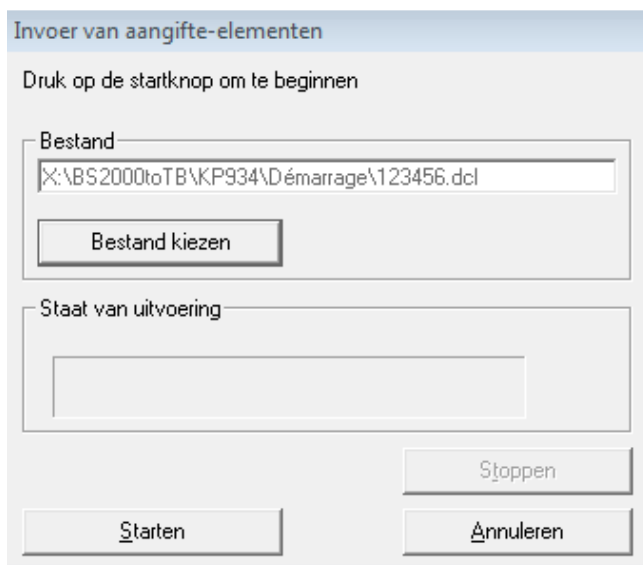 Invoer van aangifte-elementen
Druk op de startknop om te beginnen
Bestand
X:\BS2000toTB\KP934\Démarrage\123456.dcl
Bestand kiezen
Staat van uitvoering
Stoppen
Starten
Annuleren